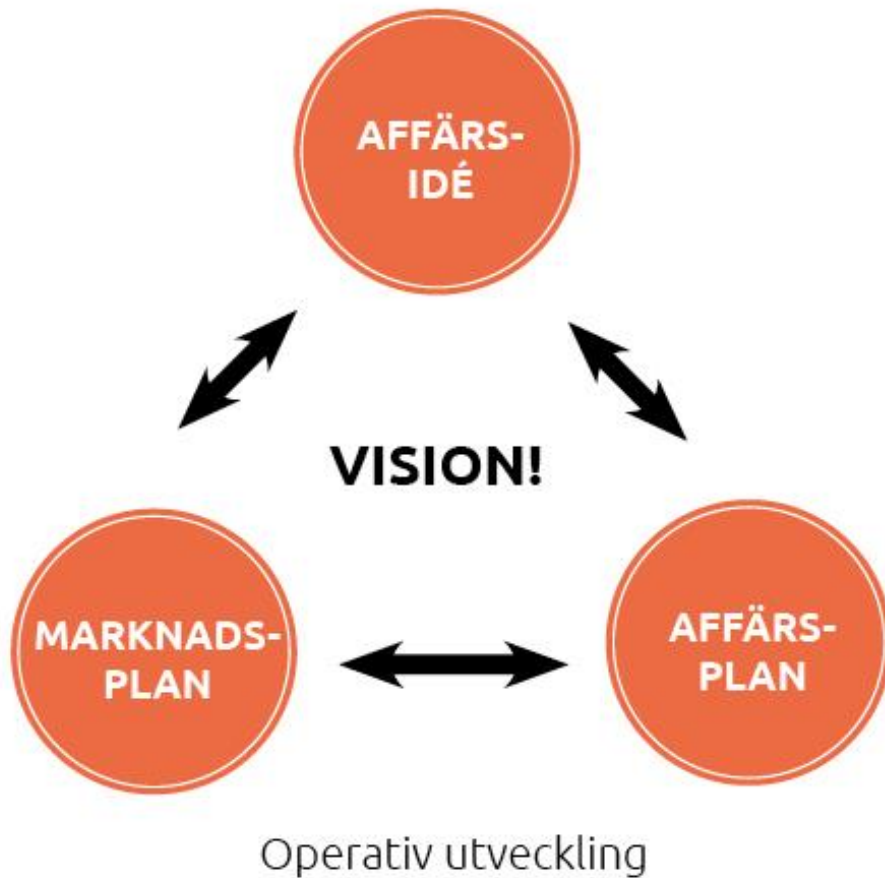 AFFÄRS-
IDÉ
VISION!
MARKNADS-
PLAN
AFFÄRS-
PLAN
Operativ utveckling